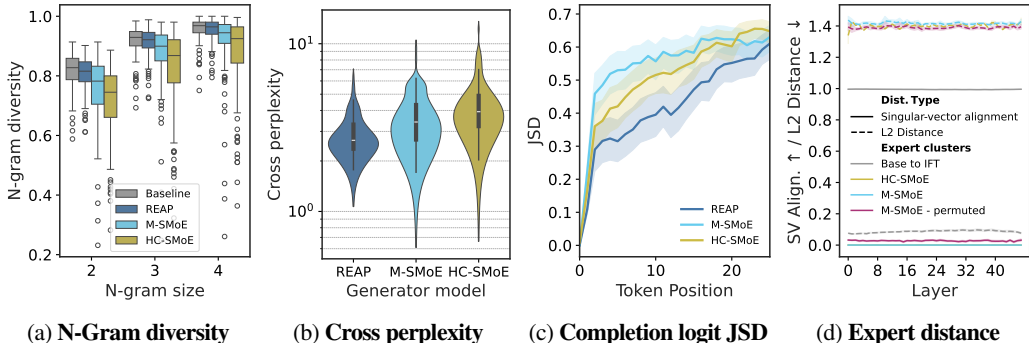 1.0
0.8
0.6
0.4
0.2
N-gram diversity
Baseline
REAP
M-SMoE
HC-SMoE
2
3
4
N-gram size
(a) N-Gram diversity
10¹
10⁰
Cross perplexity
REAP
M-SMoE
HC-SMoE
Generator model
(b) Cross perplexity
0.7
0.6
0.5
0.4
0.3
0.2
0.1
0.0
JSD
REAP
M-SMoE
HC-SMoE
0
10
20
Token Position
(c) Completion logit JSD
1.4
1.2
1.0
0.8
0.6
0.4
0.2
0.0
SV Align. ↑ / L2 Distance ↓
Dist. Type
Singular-vector alignment
L2 Distance
Expert clusters
Base to IFT
HC-SMoE
M-SMoE
M-SMoE - permuted
0
8
16
24
32
40
Layer
(d) Expert distance